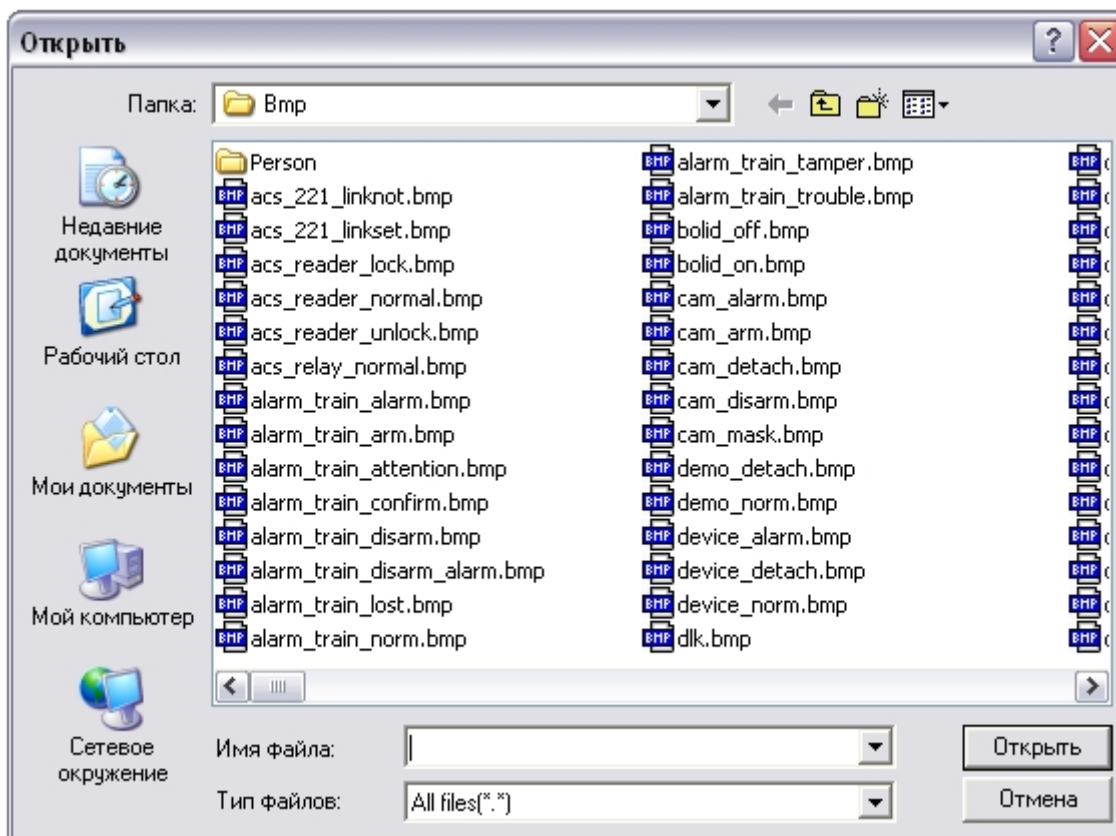 Открыть
Папка:
Bmp
Недавние
документы
Рабочий стол
Мои документы
Мой компьютер
Сетевое
окружение
Person
acs_221_linknot.bmp
acs_221_linkset.bmp
acs_reader_lock.bmp
acs_reader_normal.bmp
acs_reader_unlock.bmp
acs_relay_normal.bmp
alarm_train_alarm.bmp
alarm_train_arm.bmp
alarm_train_attention.bmp
alarm_train_confirm.bmp
alarm_train_disarm.bmp
alarm_train_disarm_alarm.bmp
alarm_train_lost.bmp
alarm_train_norm.bmp
alarm_train_tamper.bmp
alarm_train_trouble.bmp
bolid_off.bmp
bolid_on.bmp
cam_alarm.bmp
cam_arm.bmp
cam_detach.bmp
cam_disarm.bmp
cam_mask.bmp
demo_detach.bmp
demo_norm.bmp
device_alarm.bmp
device_detach.bmp
device_norm.bmp
dlk.bmp
Имя файла:
Открыть
Тип файлов:
All files(*.*)
Отмена